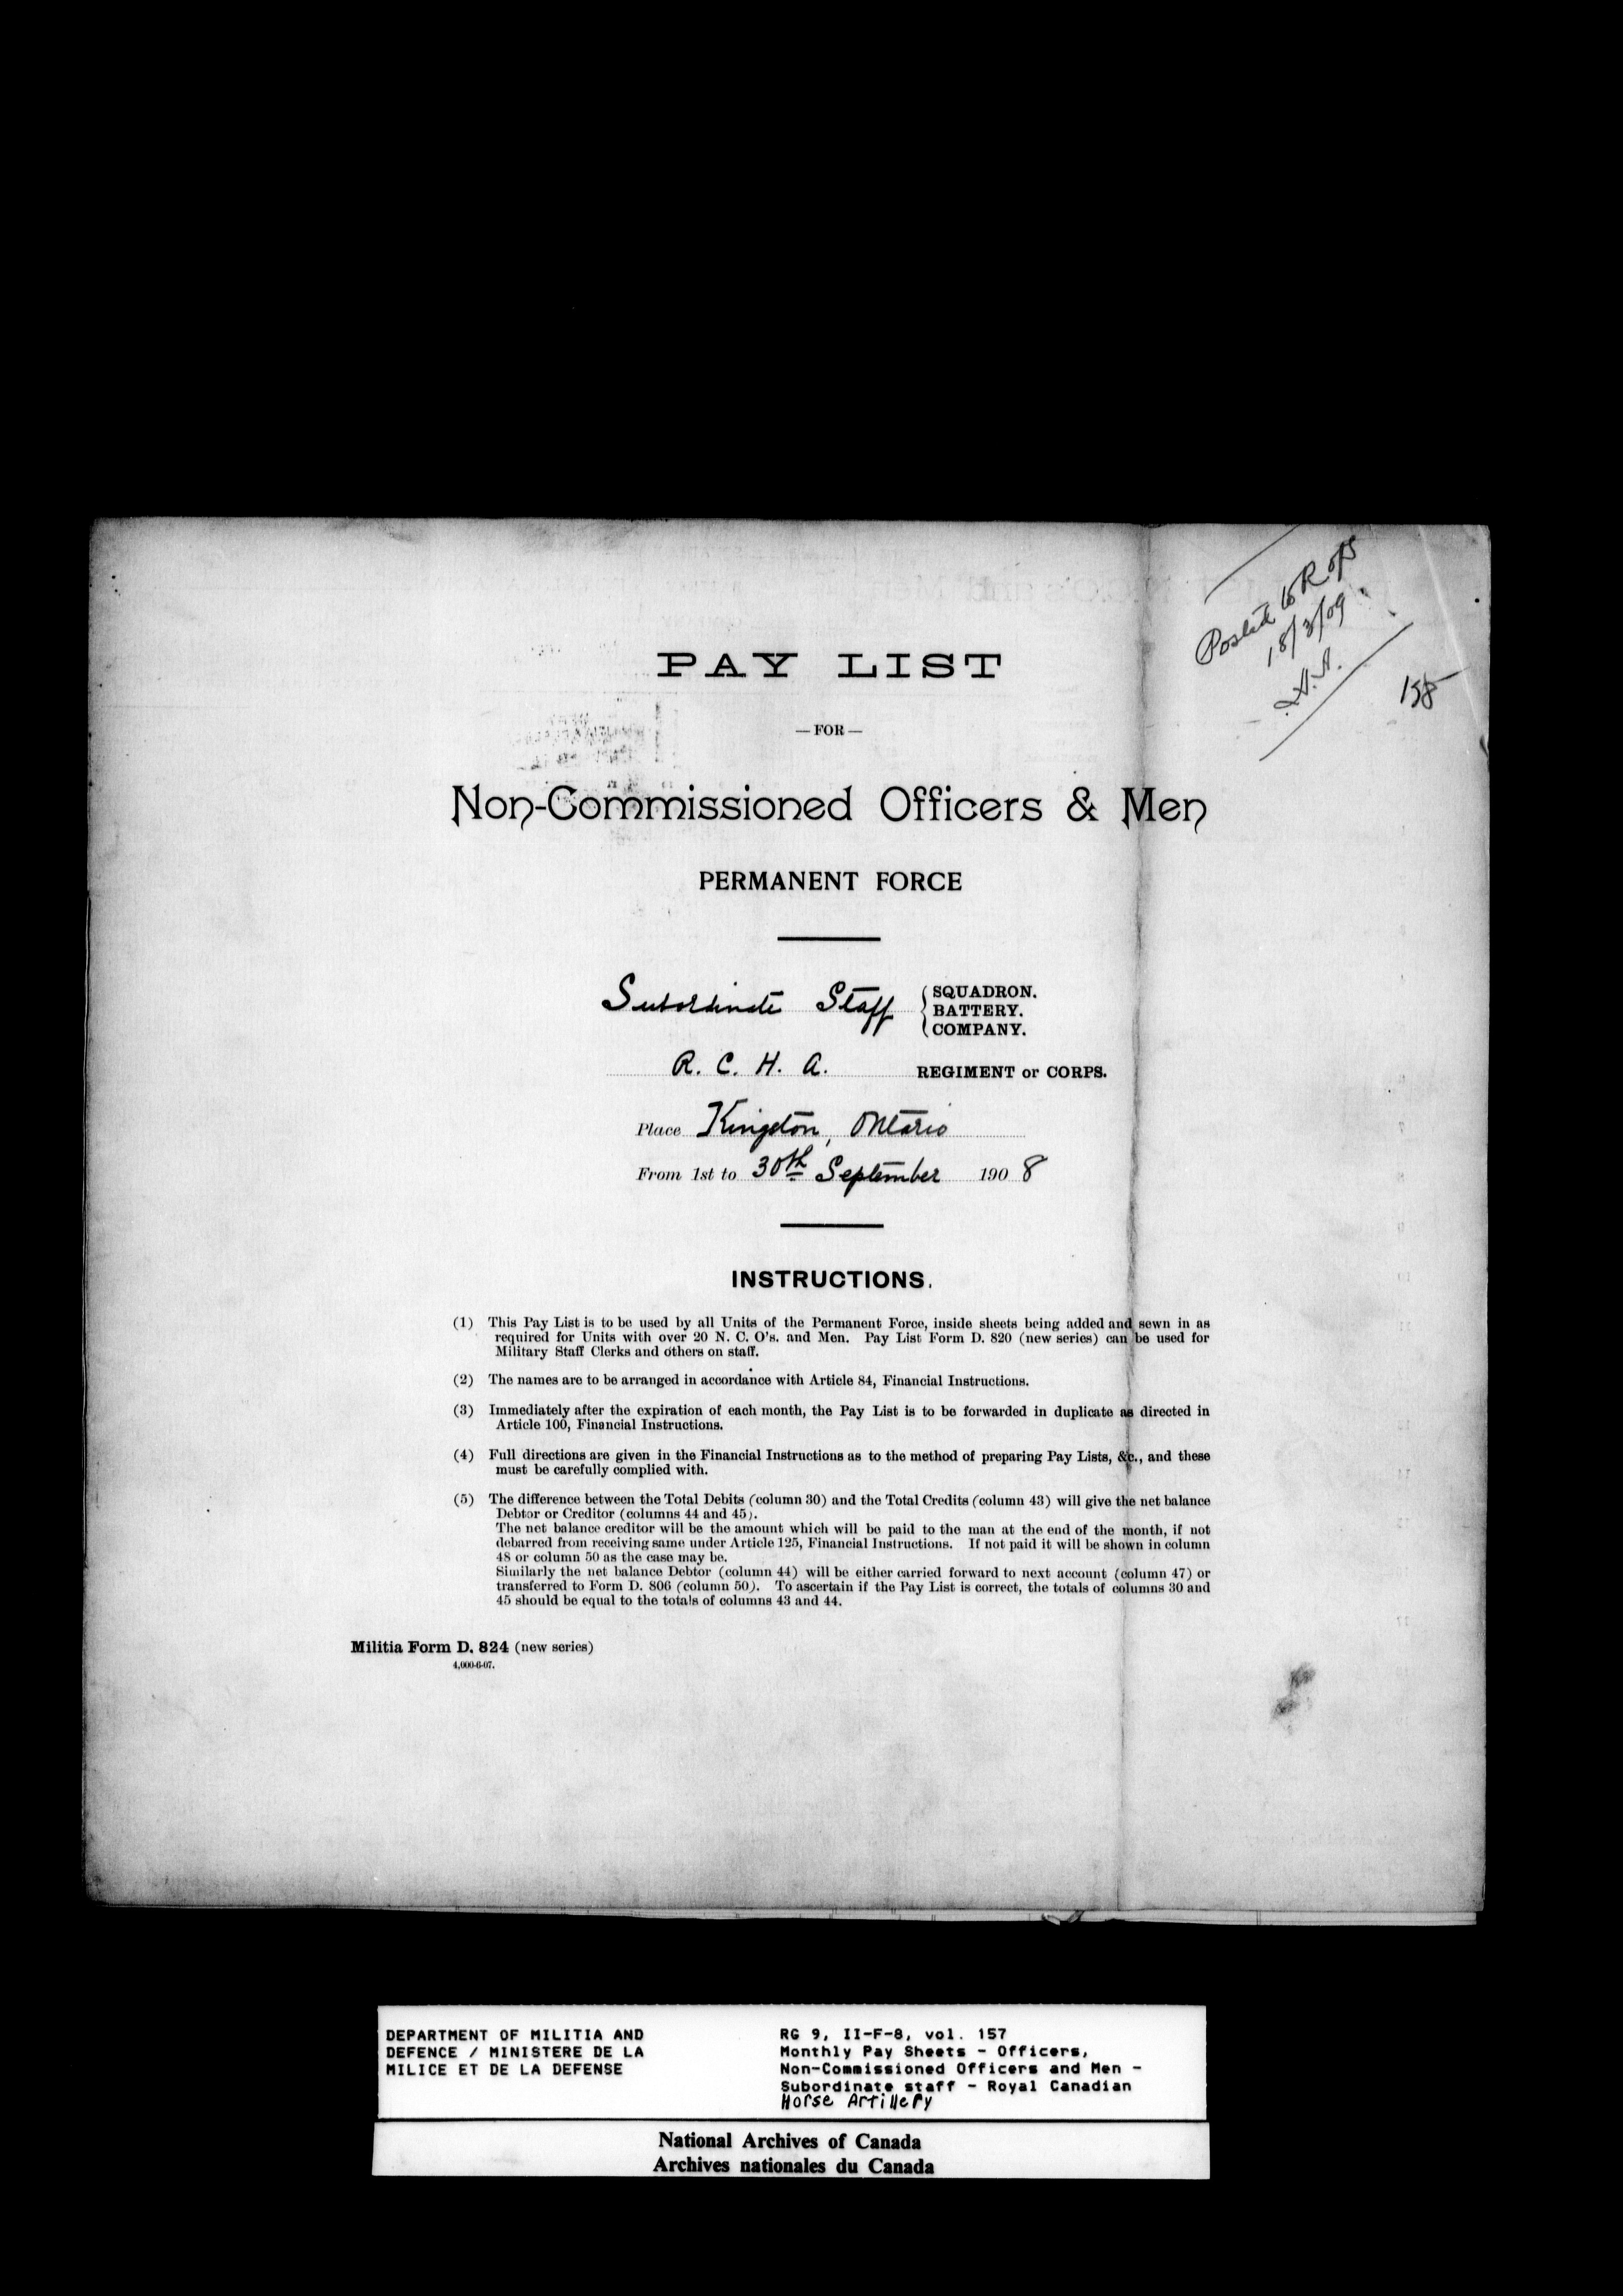 Posted to R of S
18/3/09
158
PAY LIST
— FOR —
Non-Commissioned Officers & Men
PERMANENT FORCE
Subordinate Staff SQUADRON.
BATTERY.
COMPANY.
R. C. H. A. REGIMENT or CORPS.
Place Kingston, Ontario
From 1st to 30th September 1908
INSTRUCTIONS.
(1) This Pay List is to be used by all Units of the Permanent Force, inside sheets being added and sewn in as
required for Units with over 20 N. C. O's. and Men. Pay List Form D. 820 (new series) can be used for
Military Staff Clerks and others on staff.
(2) The names are to be arranged in accordance with Article 84, Financial Instructions.
(3) Immediately after the expiration of each month, the Pay List is to be forwarded in duplicate as directed in
Article 100, Financial Instructions.
(4) Full directions are given in the Financial Instructions as to the method of preparing Pay Lists, &c., and these
must be carefully complied with.
(5) The difference between the Total Debits (column 30) and the Total Credits (column 43) will give the net balance
Debtor or Creditor (columns 44 and 45).
The net balance creditor will be the amount which will be paid to the man at the end of the month, if not
debarred from receiving same under Article 125, Financial Instructions. If not paid it will be shown in column
48 or column 50 as the case may be.
Similarly the net balance Debtor (column 44) will be either carried forward to next account (column 47) or
transferred to Form D. 806 (column 50). To ascertain if the Pay List is correct, the totals of columns 30 and
45 should be equal to the totals of columns 43 and 44.
Militia Form D. 824 (new series)
4,000-6-07.
DEPARTMENT OF MILITIA AND
DEFENCE / MINISTERE DE LA
MILICE ET DE LA DEFENSE
RG 9, II-F-8, vol. 157
Monthly Pay Sheets - Officers,
Non-Commissioned Officers and Men -
Subordinate staff - Royal Canadian
Horse Artillery
National Archives of Canada
Archives nationales du Canada